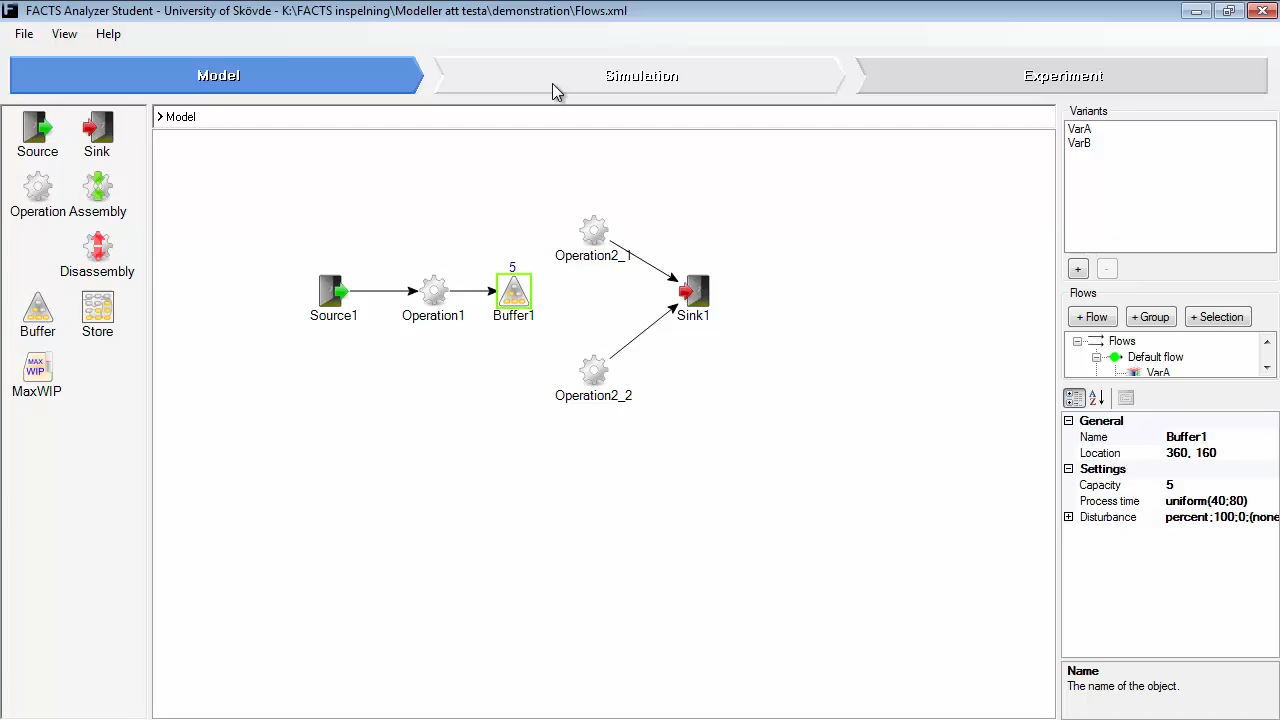 FACTS Analyzer Student - University of Skövde - K:\FACTS inspelning\Modeller att testa\demonstration\Flows.xml
File View Help
Model Simulation Experiment
Source Sink
Operation Assembly
Disassembly
Buffer Store
MAX
WIP
MaxWIP
Model
Source1
Operation1
5
Buffer1
Operation2_1
Sink1
Operation2_2
Variants
VarA
VarB
+ -
Flows
+ Flow + Group + Selection
Flows
Default flow
VarA
General
Name Buffer1
Location 360, 160
Settings
Capacity 5
Process time uniform(40;80)
Disturbance percent;100;0;(none
Name
The name of the object.